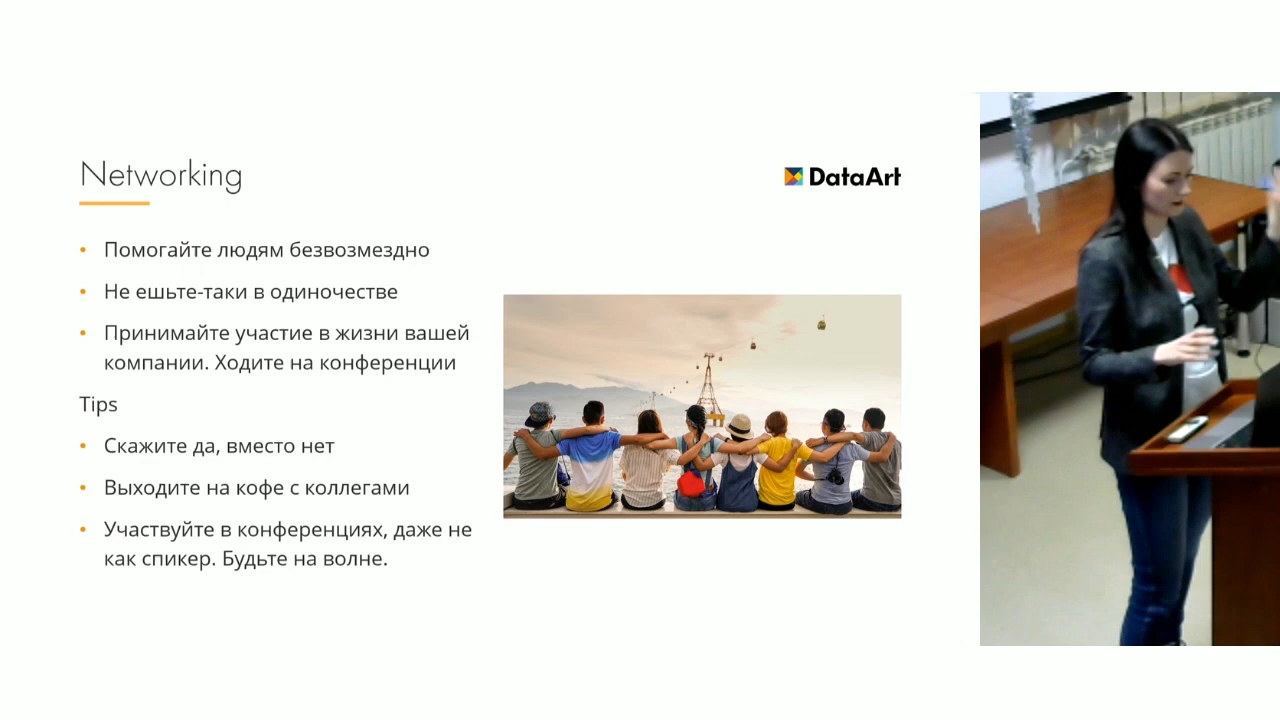 Networking
DataArt
Помогайте людям безвозмездно
Не ешьте-таки в одиночестве
Принимайте участие в жизни вашей
компании. Ходите на конференции
Tips
Скажите да, вместо нет
Выходите на кофе с коллегами
Участвуйте в конференциях, даже не
как спикер. Будьте на волне.